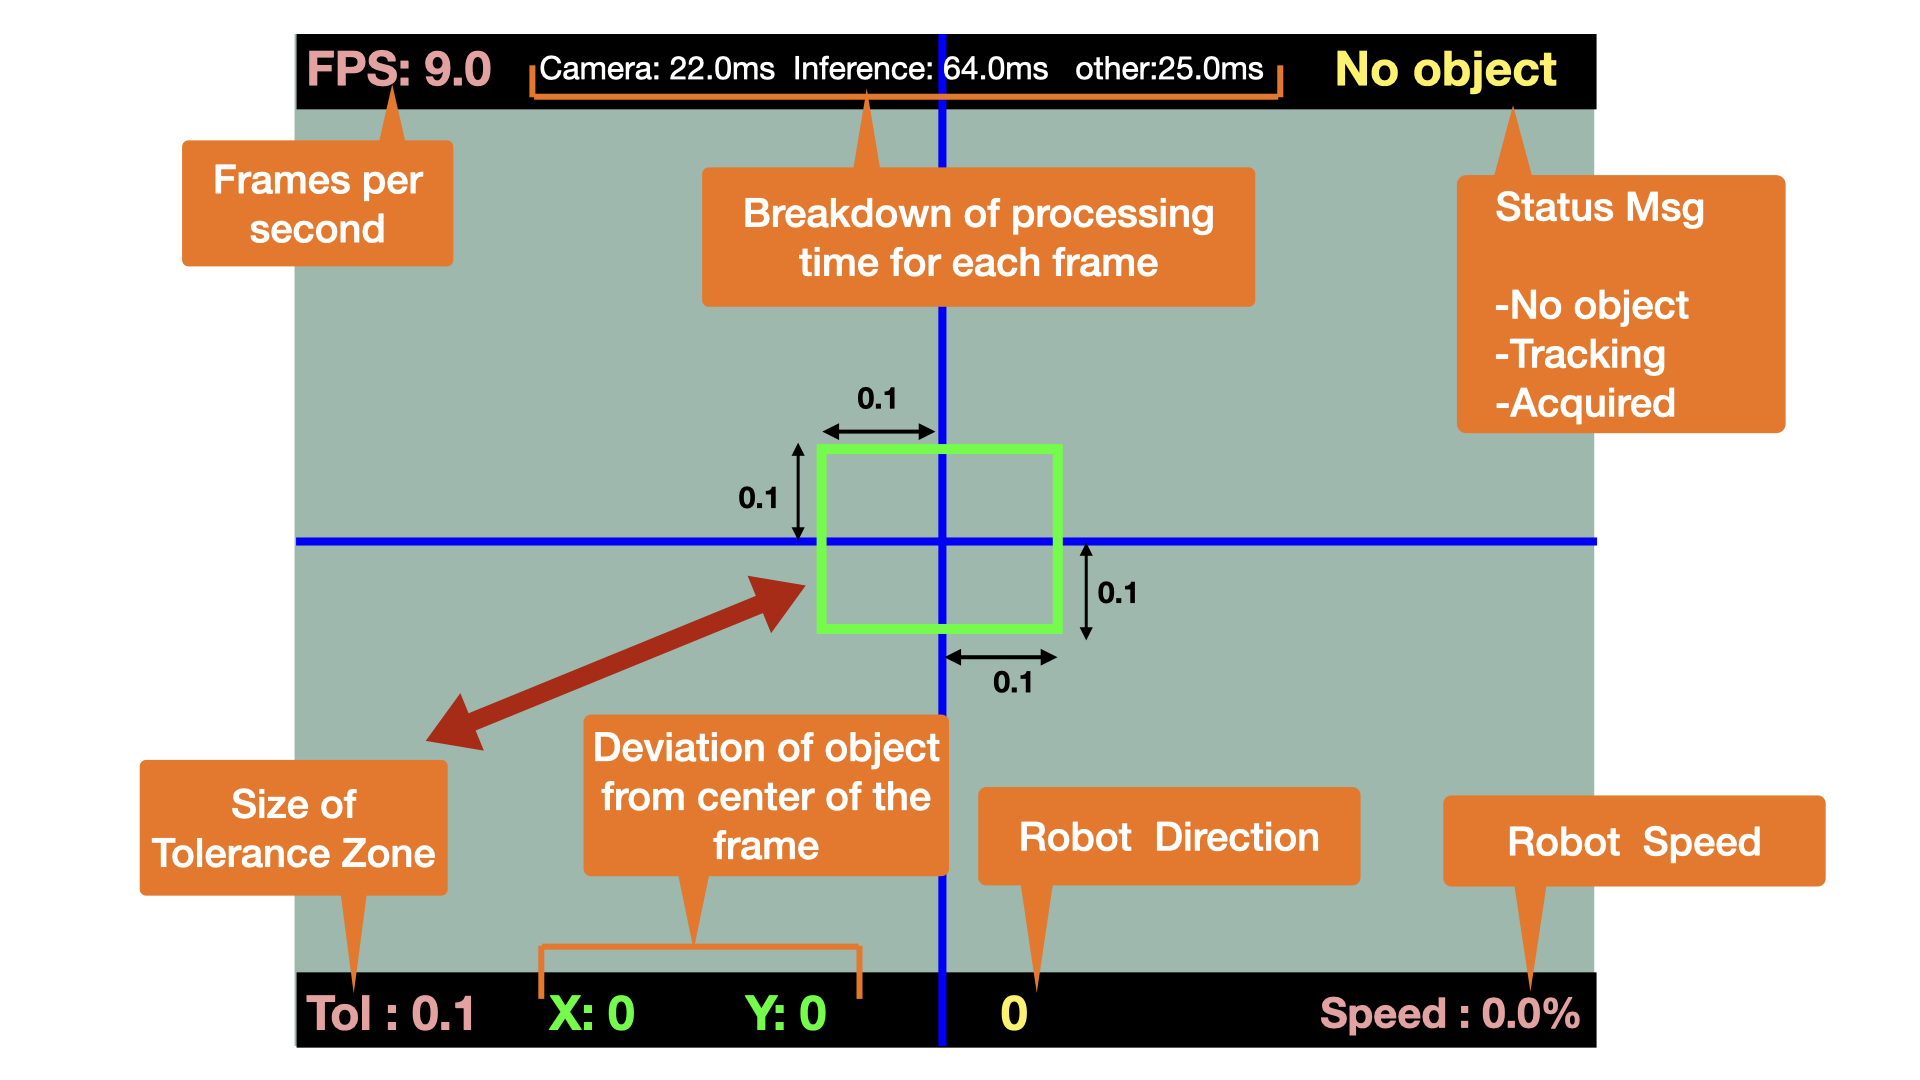 FPS: 9.0
Camera: 22.0ms Inference: 64.0ms other:25.0ms
No object
Frames per
second
Breakdown of processing
time for each frame
Status Msg
-No object
-Tracking
-Acquired
0.1
0.1
0.1
0.1
Size of
Tolerance Zone
Deviation of object
from center of the
frame
Robot Direction
Robot Speed
Tol : 0.1
X: 0
Y: 0
0
Speed : 0.0%